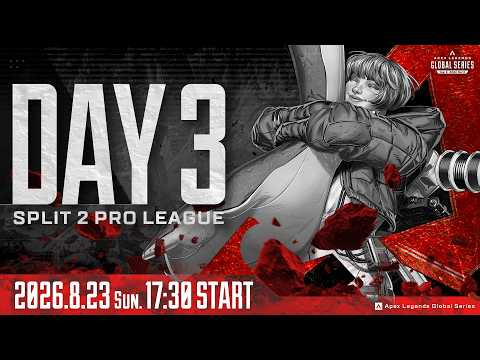 APEX LEGENDS
GLOBAL SERIES
DAY 3
SPLIT 2 PRO LEAGUE
2026.8.23 SUN. 17:30 START
Apex Legends Global Series